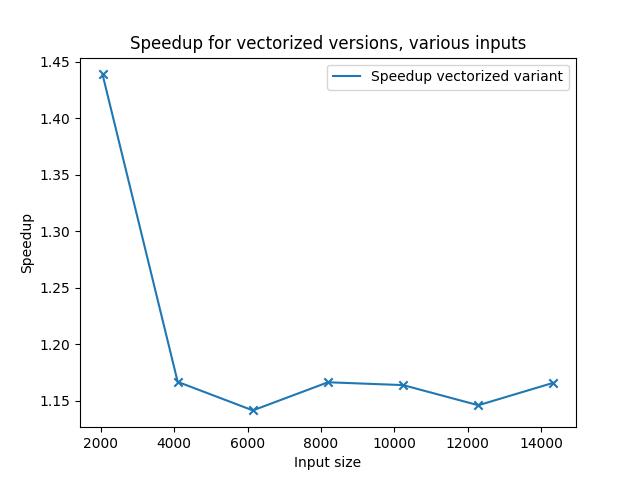 Speedup for vectorized versions, various inputs
Speedup vectorized variant
1.45
1.40
1.35
1.30
1.25
1.20
1.15
Speedup
2000 4000 6000 8000 10000 12000 14000
Input size